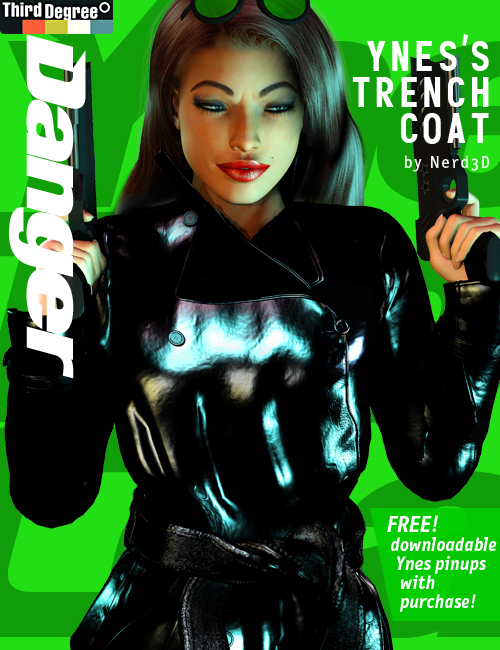 Third Degree°
Danger
YNES'S
TRENCH
COAT
by Nerd3D
FREE!
downloadable
Ynes pinups
with
purchase!